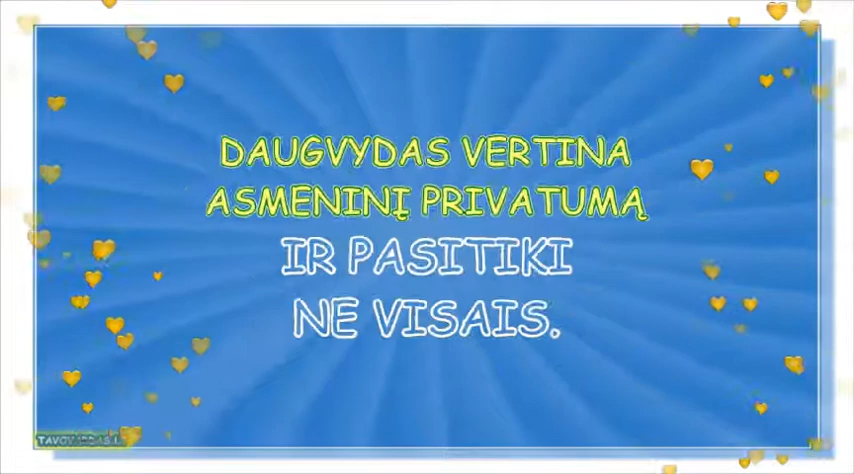 DAUGVYDAS VERTINA
ASMENINĮ PRIVATUMĄ
IR PASITIKI
NE VISAIS.